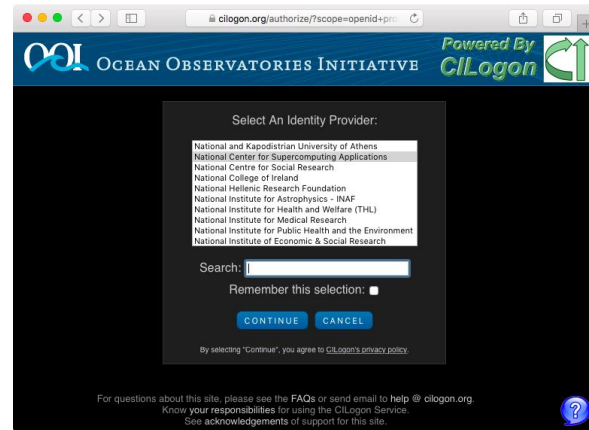 cilogon.org/authorize/?scope=openid+pro
OOI OCEAN OBSERVATORIES INITIATIVE
Powered By
CILogon
Select An Identity Provider:
National and Kapodistrian University of Athens
National Center for Supercomputing Applications
National Centre for Social Research
National College of Ireland
National Hellenic Research Foundation
National Institute for Astrophysics - INAF
National Institute for Health and Welfare (THL)
National Institute for Medical Research
National Institute for Public Health and the Environment
National Institute of Economic & Social Research
Search:
Remember this selection:
CONTINUE CANCEL
By selecting "Continue", you agree to CILogon's privacy policy.
For questions about this site, please see the FAQs or send email to help @ cilogon.org.
Know your responsibilities for using the CILogon Service.
See acknowledgements of support for this site.
?